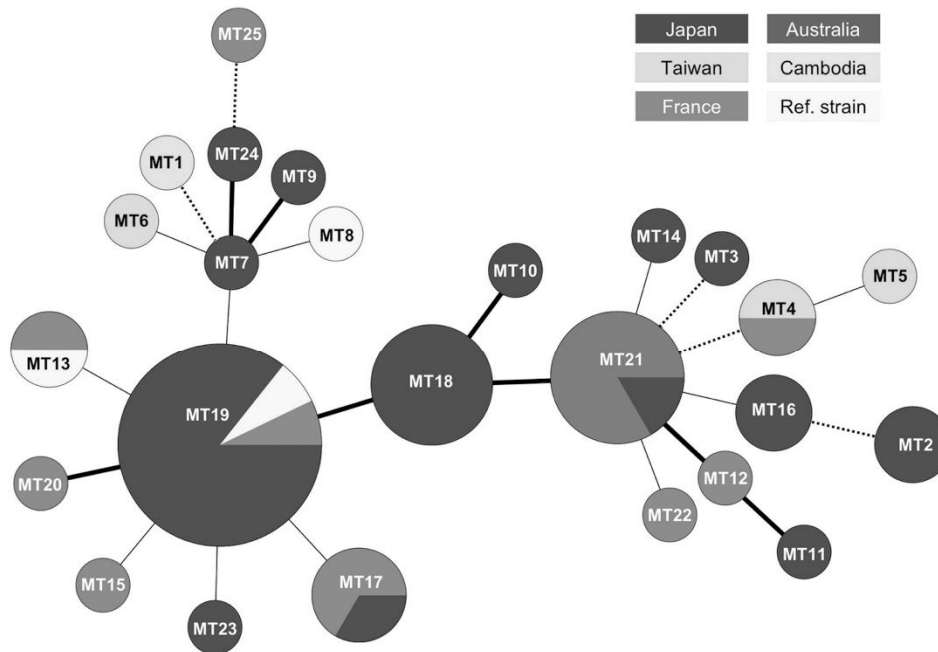 MT25
Japan Australia
Taiwan Cambodia
France Ref. strain
MT24
MT1
MT9
MT6
MT8
MT7
MT14
MT3
MT10
MT5
MT4
MT13
MT21
MT18
MT19
MT16
MT2
MT20
MT12
MT22
MT11
MT15
MT17
MT23